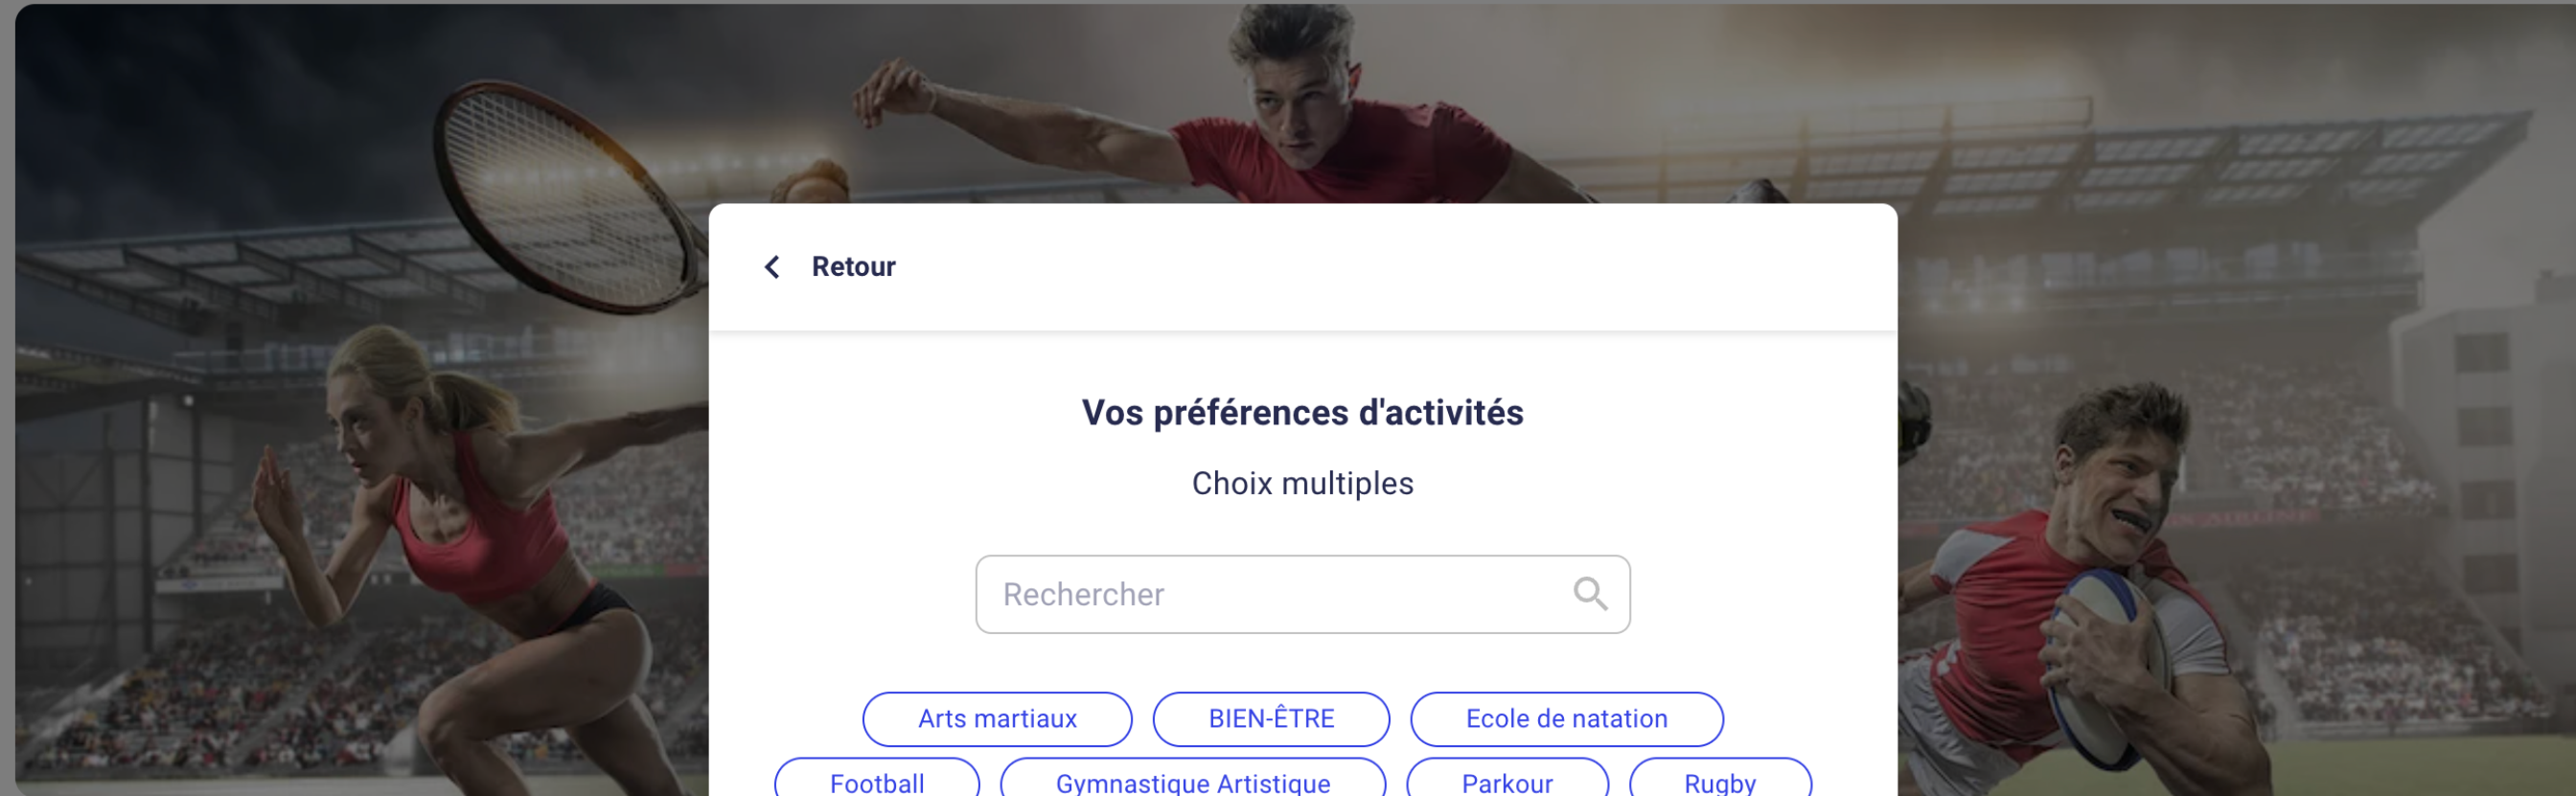 Retour
Vos préférences d'activités
Choix multiples
Rechercher
Arts martiaux BIEN-ÊTRE Ecole de natation
Football Gymnastique Artistique Parkour Rugby